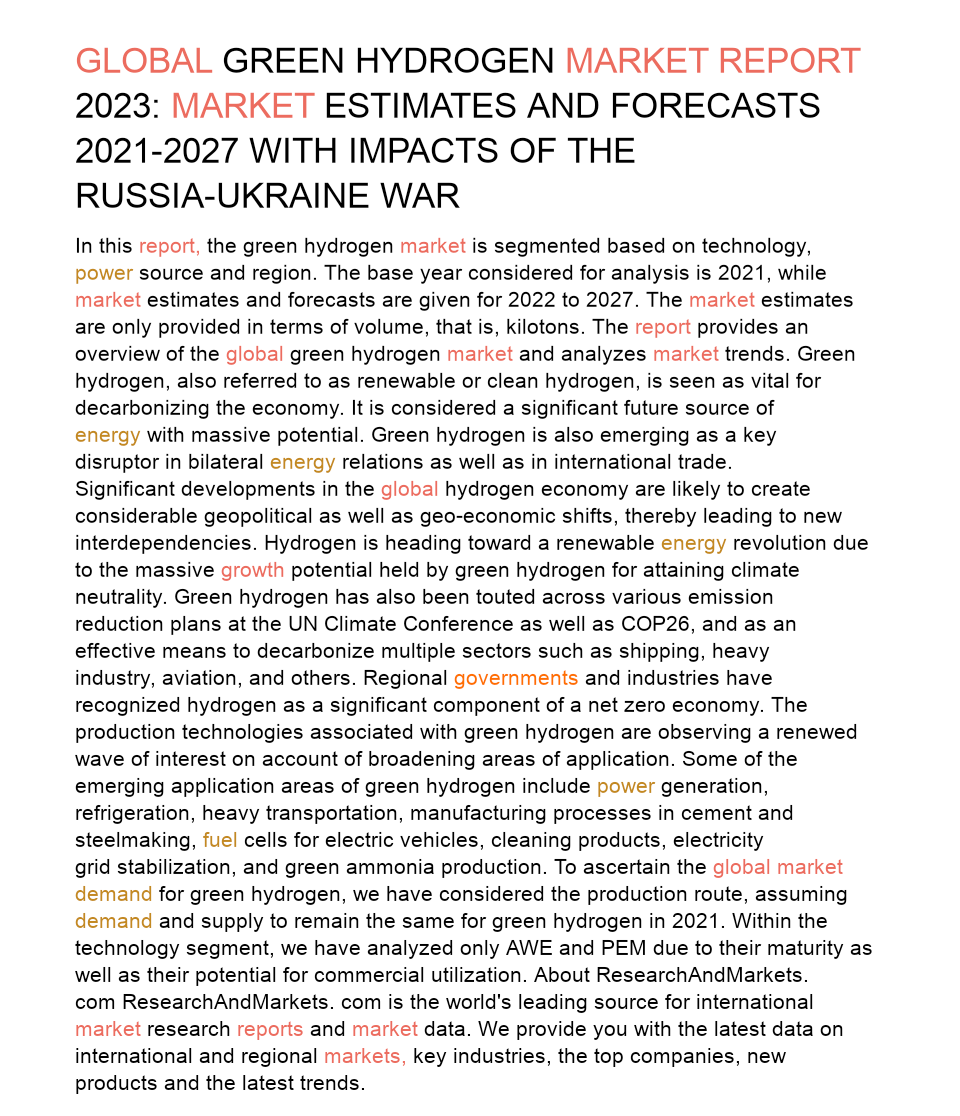 GLOBAL GREEN HYDROGEN MARKET REPORT
2023: MARKET ESTIMATES AND FORECASTS
2021-2027 WITH IMPACTS OF THE
RUSSIA-UKRAINE WAR
In this report, the green hydrogen market is segmented based on technology,
power source and region. The base year considered for analysis is 2021, while
market estimates and forecasts are given for 2022 to 2027. The market estimates
are only provided in terms of volume, that is, kilotons. The report provides an
overview of the global green hydrogen market and analyzes market trends. Green
hydrogen, also referred to as renewable or clean hydrogen, is seen as vital for
decarbonizing the economy. It is considered a significant future source of
energy with massive potential. Green hydrogen is also emerging as a key
disruptor in bilateral energy relations as well as in international trade.
Significant developments in the global hydrogen economy are likely to create
considerable geopolitical as well as geo-economic shifts, thereby leading to new
interdependencies. Hydrogen is heading toward a renewable energy revolution due
to the massive growth potential held by green hydrogen for attaining climate
neutrality. Green hydrogen has also been touted across various emission
reduction plans at the UN Climate Conference as well as COP26, and as an
effective means to decarbonize multiple sectors such as shipping, heavy
industry, aviation, and others. Regional governments and industries have
recognized hydrogen as a significant component of a net zero economy. The
production technologies associated with green hydrogen are observing a renewed
wave of interest on account of broadening areas of application. Some of the
emerging application areas of green hydrogen include power generation,
refrigeration, heavy transportation, manufacturing processes in cement and
steelmaking, fuel cells for electric vehicles, cleaning products, electricity
grid stabilization, and green ammonia production. To ascertain the global market
demand for green hydrogen, we have considered the production route, assuming
demand and supply to remain the same for green hydrogen in 2021. Within the
technology segment, we have analyzed only AWE and PEM due to their maturity as
well as their potential for commercial utilization. About ResearchAndMarkets.
com ResearchAndMarkets. com is the world's leading source for international
market research reports and market data. We provide you with the latest data on
international and regional markets, key industries, the top companies, new
products and the latest trends.